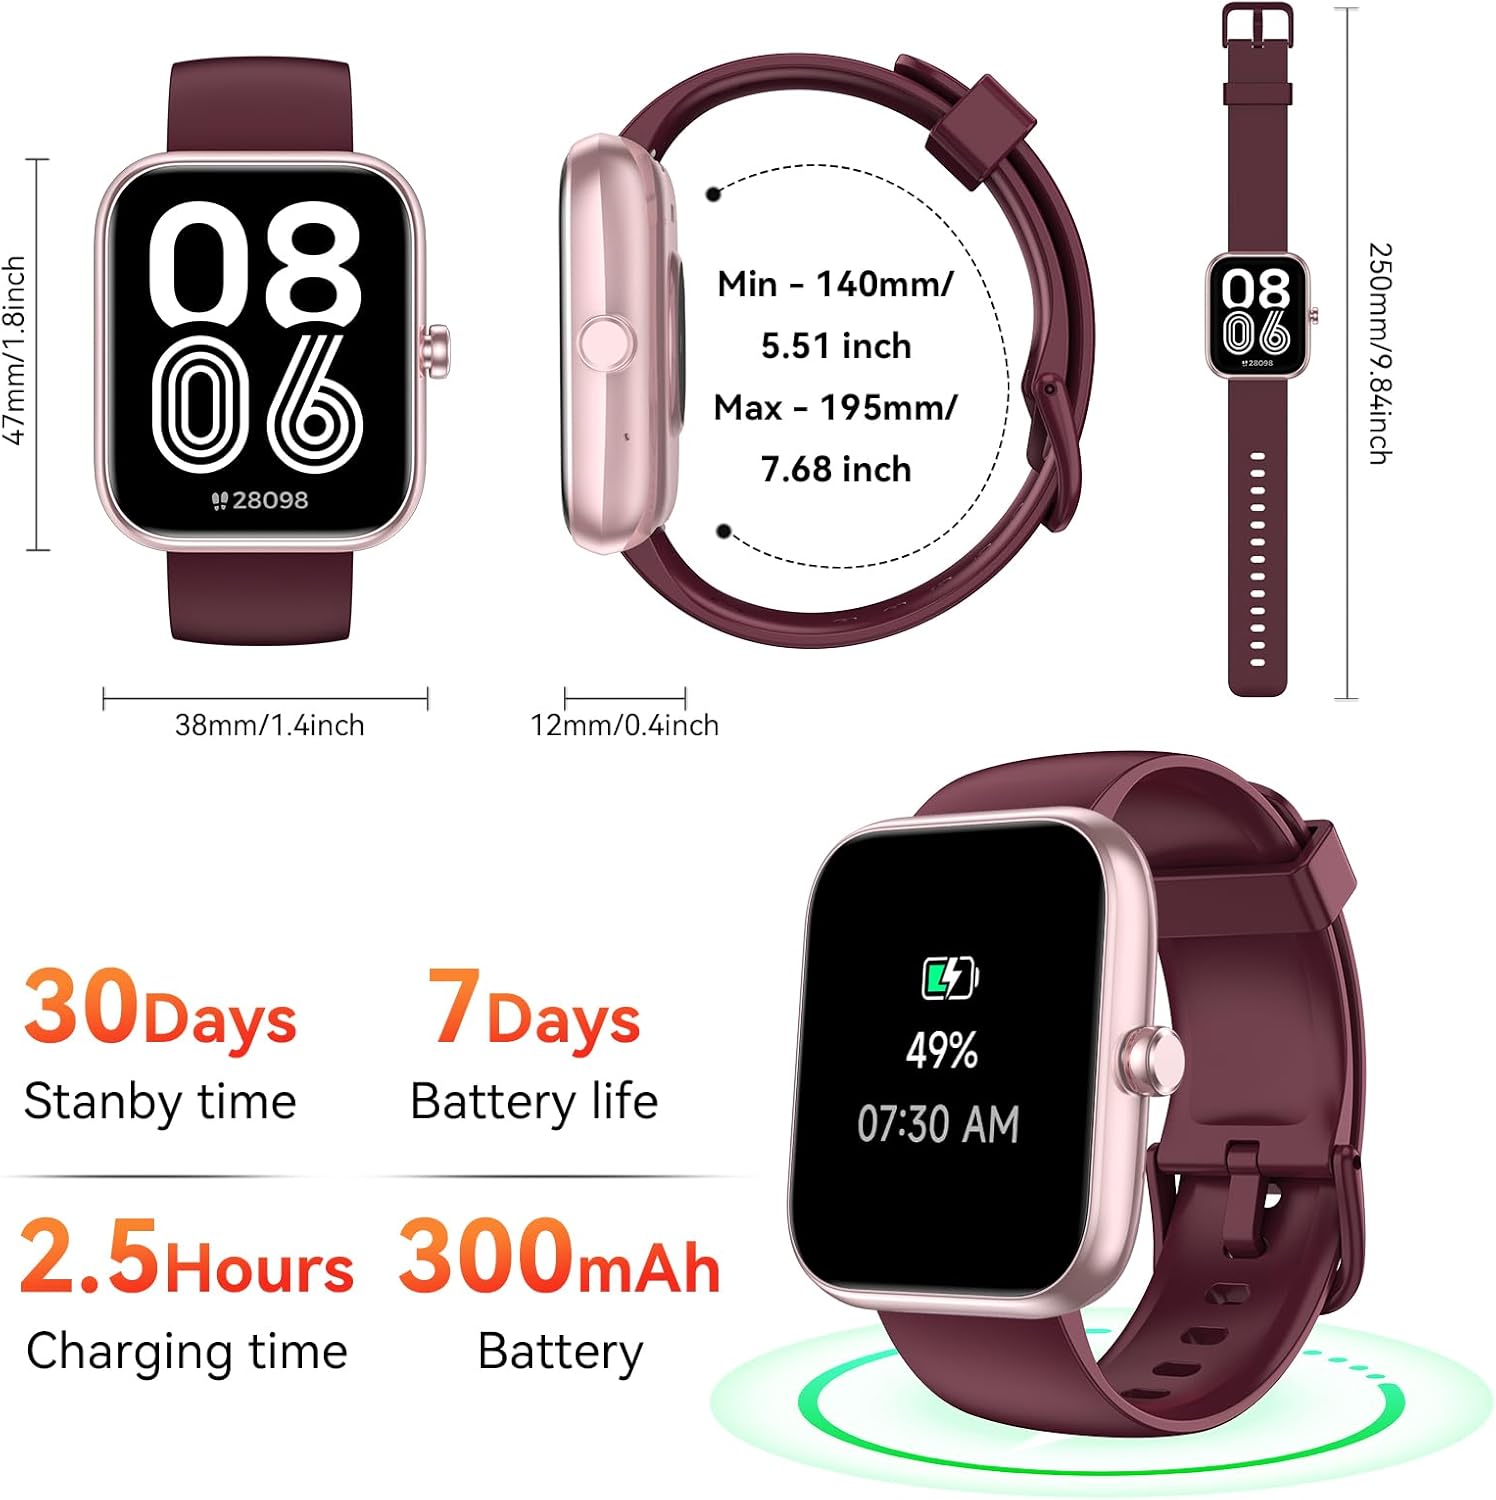 08
06
28098
47mm/1.8inch
38mm/1.4inch
Min - 140mm/
5.51 inch
Max - 195mm/
7.68 inch
12mm/0.4inch
08
06
28098
250mm/9.84inch
30Days
Stanby time
7Days
Battery life
2.5Hours
Charging time
300mAh
Battery
49%
07:30 AM